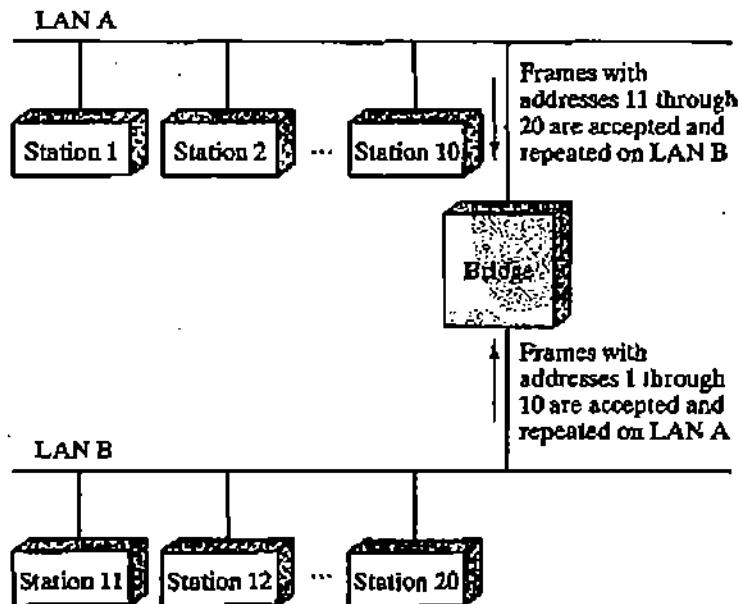 LAN A
Frames with
addresses 11 through
20 are accepted and
repeated on LAN B
Station 1
Station 2
...
Station 10
Bridge
Frames with
addresses 1 through
10 are accepted and
repeated on LAN A
LAN B
Station 11
Station 12
...
Station 20